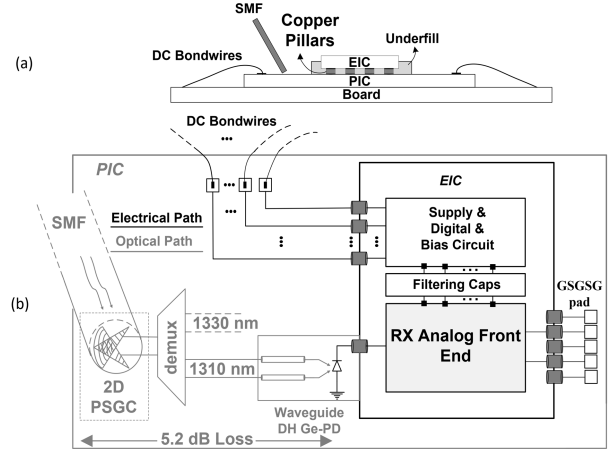 (a)
SMF
Copper
Pillars
Underfill
DC Bondwires
EIC
PIC
Board
DC Bondwires
...
PIC
EIC
Electrical Path
Optical Path
SMF
Supply &
Digital &
Bias Circuit
Filtering Caps
GSGSG
pad
(b)
demux
1330 nm
1310 nm
RX Analog Front
End
2D
PSGC
Waveguide
DH Ge-PD
5.2 dB Loss